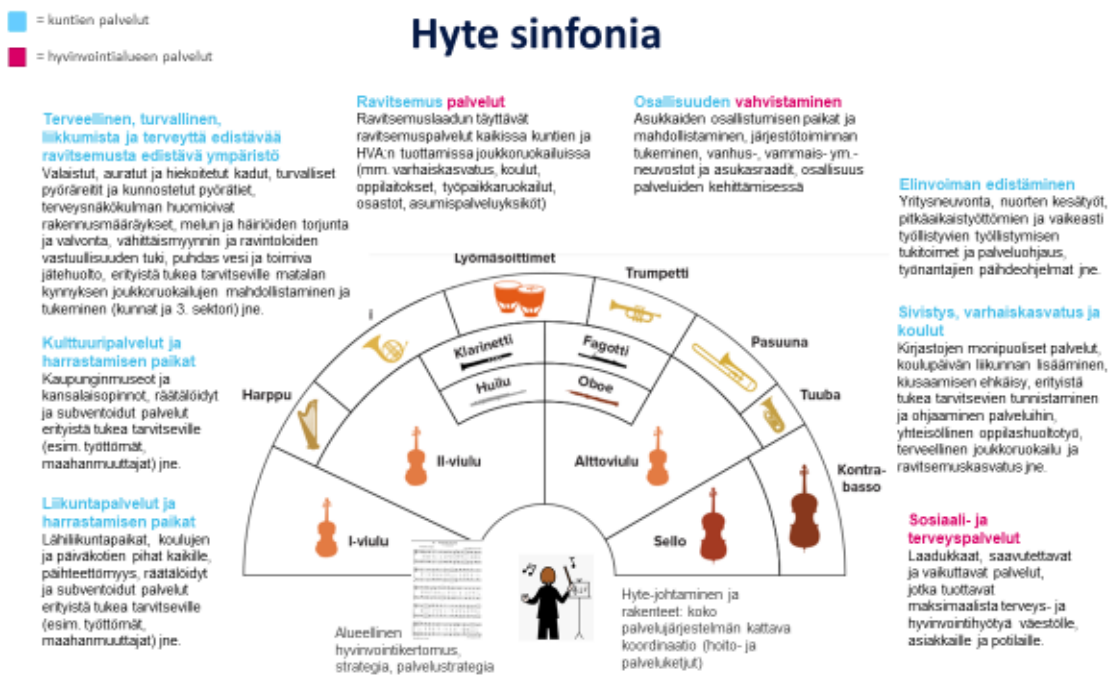 = kuntien palvelut
= hyvinvointialueen palvelut
Hyte sinfonia
Terveellinen, turvallinen,
liikkumista ja terveyttä edistävää
ravitsemusta edistävä ympäristö
Valaistut, auratut ja hiekoitetut kadut, turvalliset
pyöräreitit ja kunnostetut pyörätiet,
terveysnäkökulman huomioivat
rakennusmääräykset, melun ja häiriöiden torjunta
ja valvonta, vähittäismyynnin ja ravintoloiden
vastuullisuuden tuki, puhdas vesi ja toimiva
jätehuolto, erityistä tukea tarvitseville matalan
kynnyksen joukkoruokailujen mahdollistaminen ja
tukeminen (kunnat ja 3. sektori) jne.
Kulttuuripalvelut ja
harrastamisen paikat
Kaupunginmuseot ja
kansalaisopinnot, räätälöidyt
ja subventoidut palvelut
erityistä tukea tarvitseville
(esim. työttömät,
maahanmuuttajat) jne.
Liikuntapalvelut ja
harrastamisen paikat
Lähiliikuntapaikat, koulujen
ja päiväkotien pihat kaikille,
päihteettömyys, räätälöidyt
ja subventoidut palvelut
erityistä tukea tarvitseville
(esim. työttömät,
maahanmuuttajat) jne.
Ravitsemus palvelut
Ravitsemuslaadun täyttävät
ravitsemuspalvelut kaikissa kuntien ja
HVA:n tuottamissa joukkoruokailuissa
(mm. varhaiskasvatus, koulut,
oppilaitokset, työpaikkaruokailut,
osastot, asumispalveluyksiköt)
Osallisuuden vahvistaminen
Asukkaiden osallistumisen paikat ja
mahdollistaminen, järjestötoiminnan
tukeminen, vanhus-, vammais- ym.-
neuvostot ja asukasraadit, osallisuus
palveluiden kehittämisessä
Elinvoiman edistäminen
Yritysneuvonta, nuorten kesätyöt,
pitkäaikaistyöttömien ja vaikeasti
työllistyvien työllistymisen
tukitoimet ja palveluohjaus,
työnantajien päihdeohjelmat jne.
Sivistys, varhaiskasvatus ja
koulut
Kirjastojen monipuoliset palvelut,
koulupäivän liikunnan lisääminen,
kiusaamisen ehkäisy, erityistä
tukea tarvitsevien tunnistaminen
ja ohjaaminen palveluihin,
yhteisöllinen oppilashuoltotyö,
terveellinen joukkoruokailu ja
ravitsemuskasvatus jne.
Sosiaali- ja
terveyspalvelut
Laadukkaat, saavutettavat
ja vaikuttavat palvelut,
jotka tuottavat
maksimaalista terveys- ja
hyvinvointihyötyä väestölle,
asiakkaille ja potilaille.
Lyömäsoittimet
Trumpetti
i
Klarinetti
Fagotti
Pasuuna
Harppu
Huilu
Oboe
Tuuba
II-viulu
Alttoviulu
Kontra-
basso
I-viulu
Sello
Alueellinen
hyvinvointikertomus,
strategia, palvelustrategia
Hyte-johtaminen ja
rakenteet: koko
palvelujärjestelmän kattava
koordinaatio (hoito- ja
palveluketjut)